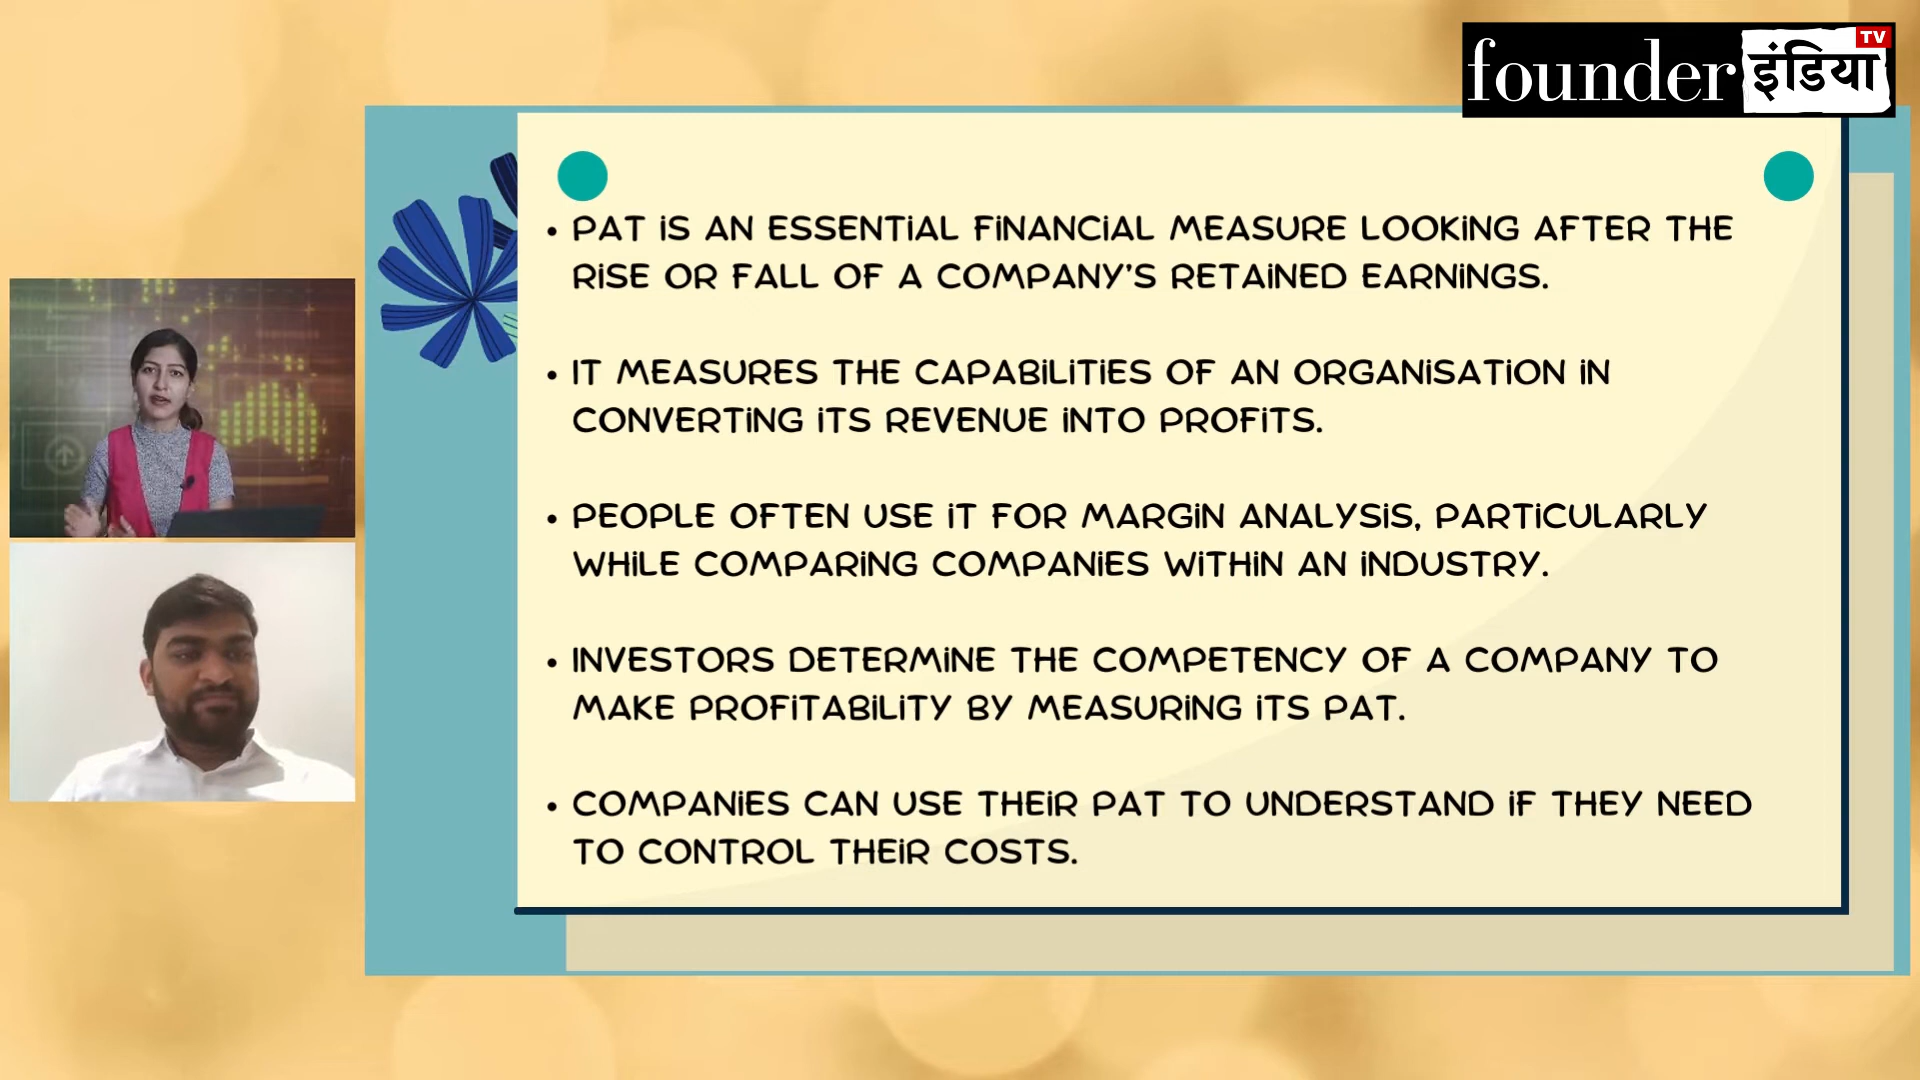 founder इंडिया TV
• PAT IS AN ESSENTIAL FINANCIAL MEASURE LOOKING AFTER THE
RISE OR FALL OF A COMPANY'S RETAINED EARNINGS.
• IT MEASURES THE CAPABILITIES OF AN ORGANISATION IN
CONVERTING ITS REVENUE INTO PROFITS.
• PEOPLE OFTEN USE IT FOR MARGIN ANALYSIS, PARTICULARLY
WHILE COMPARING COMPANIES WITHIN AN INDUSTRY.
• INVESTORS DETERMINE THE COMPETENCY OF A COMPANY TO
MAKE PROFITABILITY BY MEASURING ITS PAT.
• COMPANIES CAN USE THEIR PAT TO UNDERSTAND IF THEY NEED
TO CONTROL THEIR COSTS.